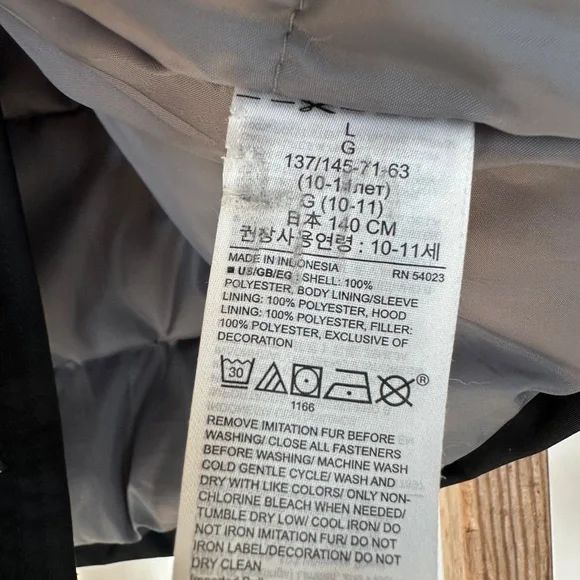 L
G
137/145-71-63
(10-11лет)
G (10-11)
日本 140 CM
권장사용연령 : 10-11세
MADE IN INDONESIA RN 54023
■ US/GB/EG : SHELL: 100%
POLYESTER, BODY LINING/SLEEVE
LINING: 100% POLYESTER, HOOD
LINING: 100% POLYESTER, FILLER:
100% POLYESTER, EXCLUSIVE OF
DECORATION
30
®
1166
REMOVE IMITATION FUR BEFORE
WASHING/ CLOSE ALL FASTENERS
BEFORE WASHING/ MACHINE WASH
COLD GENTLE CYCLE/ WASH AND
DRY WITH LIKE COLORS/ ONLY NON-
CHLORINE BLEACH WHEN NEEDED/
TUMBLE DRY LOW/ COOL IRON/ DO
NOT IRON IMITATION FUR/ DO NOT
IRON LABEL/DECORATION/ DO NOT
DRY CLEAN